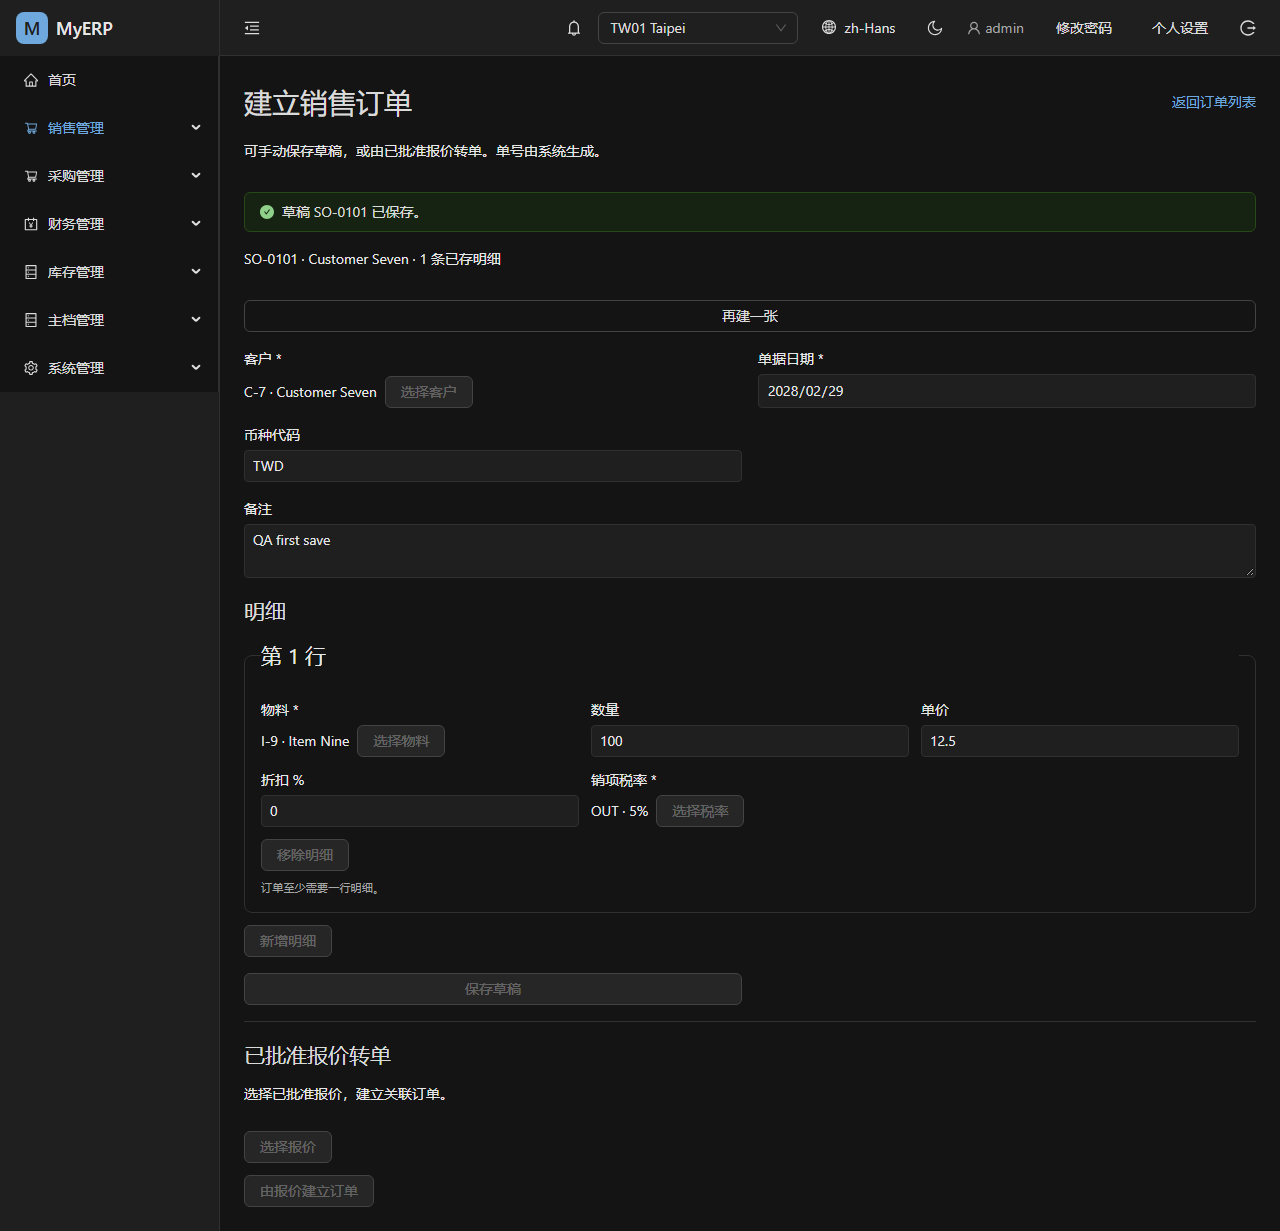 M MyERP
TW01 Taipei
zh-Hans
admin
修改密码
个人设置
首页
销售管理
采购管理
财务管理
库存管理
主档管理
系统管理
建立销售订单
返回订单列表
可手动保存草稿，或由已批准报价转单。单号由系统生成。
草稿 SO-0101 已保存。
SO-0101 · Customer Seven · 1 条已存明细
再建一张
客户 *
单据日期 *
C-7 · Customer Seven
选择客户
2028/02/29
币种代码
TWD
备注
QA first save
明细
第 1 行
物料 *
数量
单价
I-9 · Item Nine
选择物料
100
12.5
折扣 %
销项税率 *
0
OUT · 5%
选择税率
移除明细
订单至少需要一行明细。
新增明细
保存草稿
已批准报价转单
选择已批准报价，建立关联订单。
选择报价
由报价建立订单